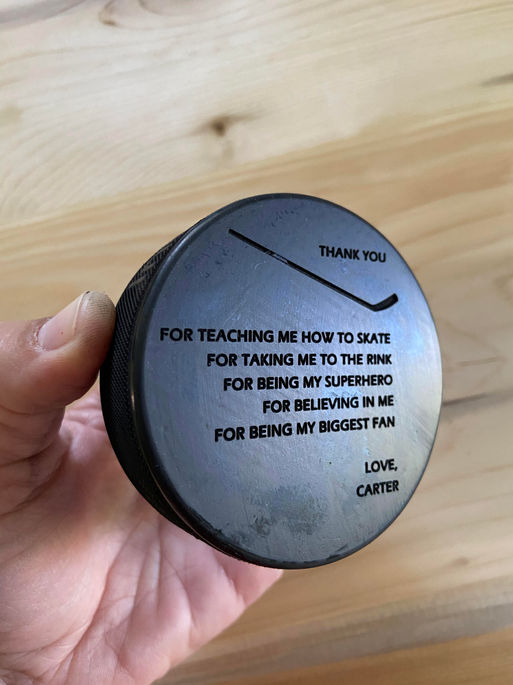 THANK YOU
FOR TEACHING ME HOW TO SKATE
FOR TAKING ME TO THE RINK
FOR BEING MY SUPERHERO
FOR BELIEVING IN ME
FOR BEING MY BIGGEST FAN
LOVE,
CARTER